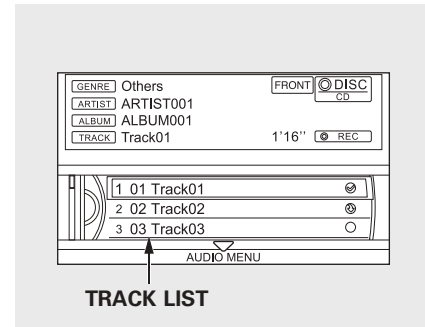 GENRE Others FRONT DISC
CD
ARTIST ARTIST001
ALBUM ALBUM001
TRACK Track01 1'16'' REC
1 01 Track01
2 02 Track02
3 03 Track03
AUDIO MENU
TRACK LIST